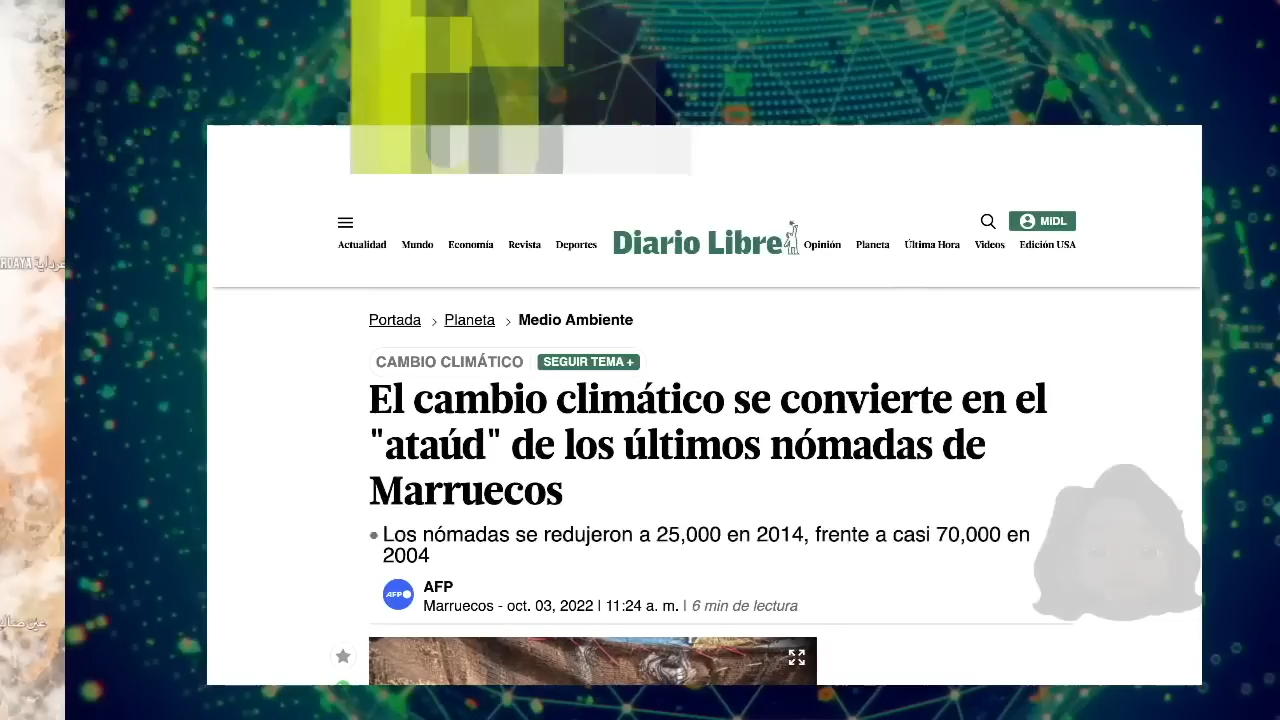 MiDL
Actualidad Mundo Economía Revista Deportes Diario Libre Opinión Planeta Última Hora Videos Edición USA
Portada > Planeta > Medio Ambiente
CAMBIO CLIMÁTICO SEGUIR TEMA +
El cambio climático se convierte en el
"ataúd" de los últimos nómadas de
Marruecos
Los nómadas se redujeron a 25,000 en 2014, frente a casi 70,000 en
2004
AFP
AFP
Marruecos - oct. 03, 2022 | 11:24 a. m. | 6 min de lectura
غرداية